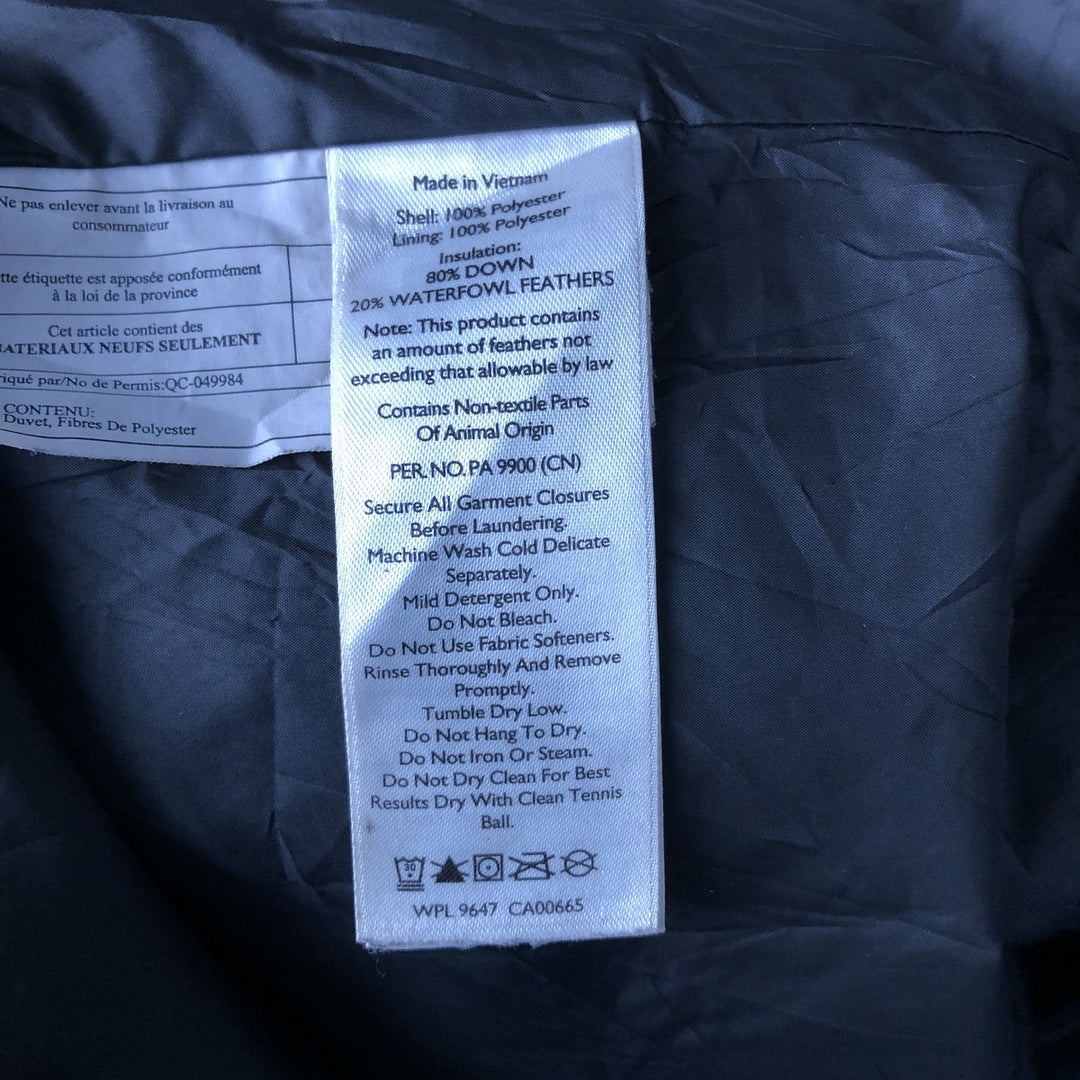 Ne pas enlever avant la livraison au
consommateur
étiquette est apposée conformément
à la loi de la province
Cet article contient des
NEUFS SEULEMENT
par/No de Permis:QC-049984
CONTENU:
Duvet, Fibres De Polyester
Made in Vietnam
Shell: 100% Polyester
Lining: 100% Polyester
Insulation:
80% DOWN
20% WATERFOWL FEATHERS
Note: This product contains
an amount of feathers not
exceeding that allowable by law
Contains Non-textile Parts
Of Animal Origin
PER. NO. PA 9900 (CN)
Secure All Garment Closures
Before Laundering.
Machine Wash Cold Delicate
Separately.
Mild Detergent Only.
Do Not Bleach.
Do Not Use Fabric Softeners.
Rinse Thoroughly And Remove
Promptly.
Tumble Dry Low.
Do Not Hang To Dry.
Do Not Iron Or Steam.
Do Not Dry Clean For Best
Results Dry With Clean Tennis
Ball.
30
WPL 9647 CA00665